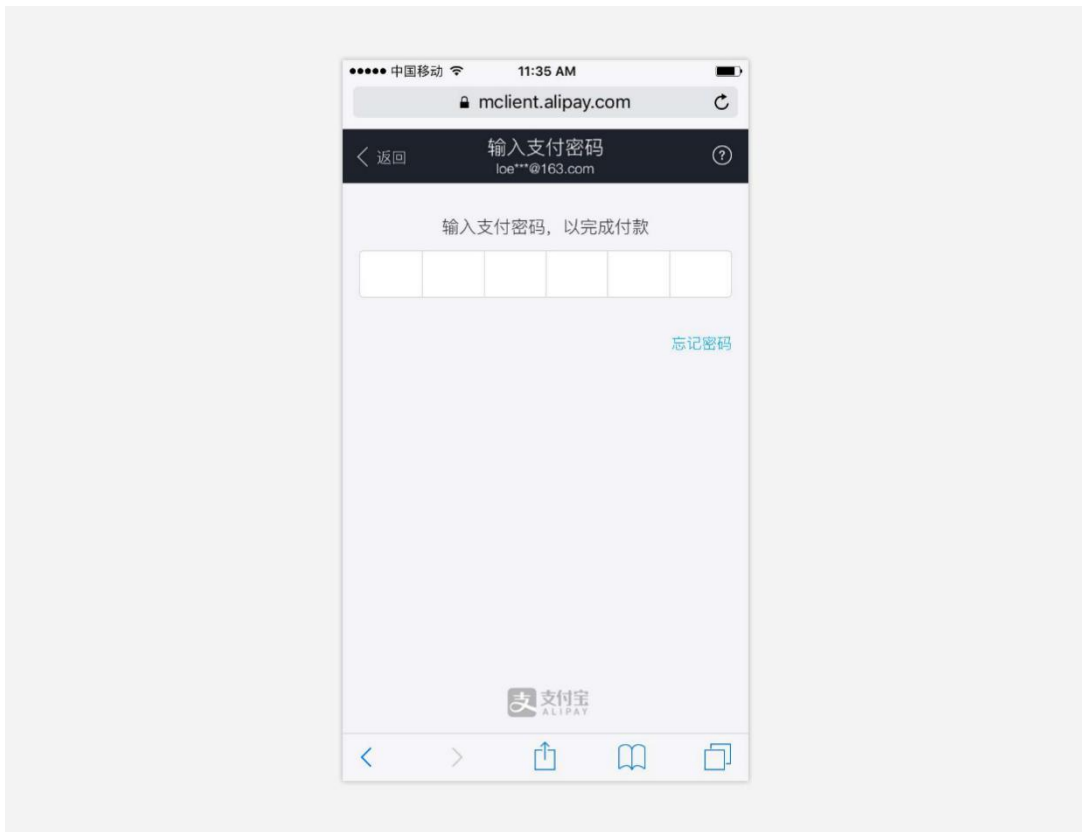 中国移动 11:35 AM
mclient.alipay.com
返回 输入支付密码
loe***@163.com
输入支付密码，以完成付款
忘记密码
支 支付宝
ALIPAY